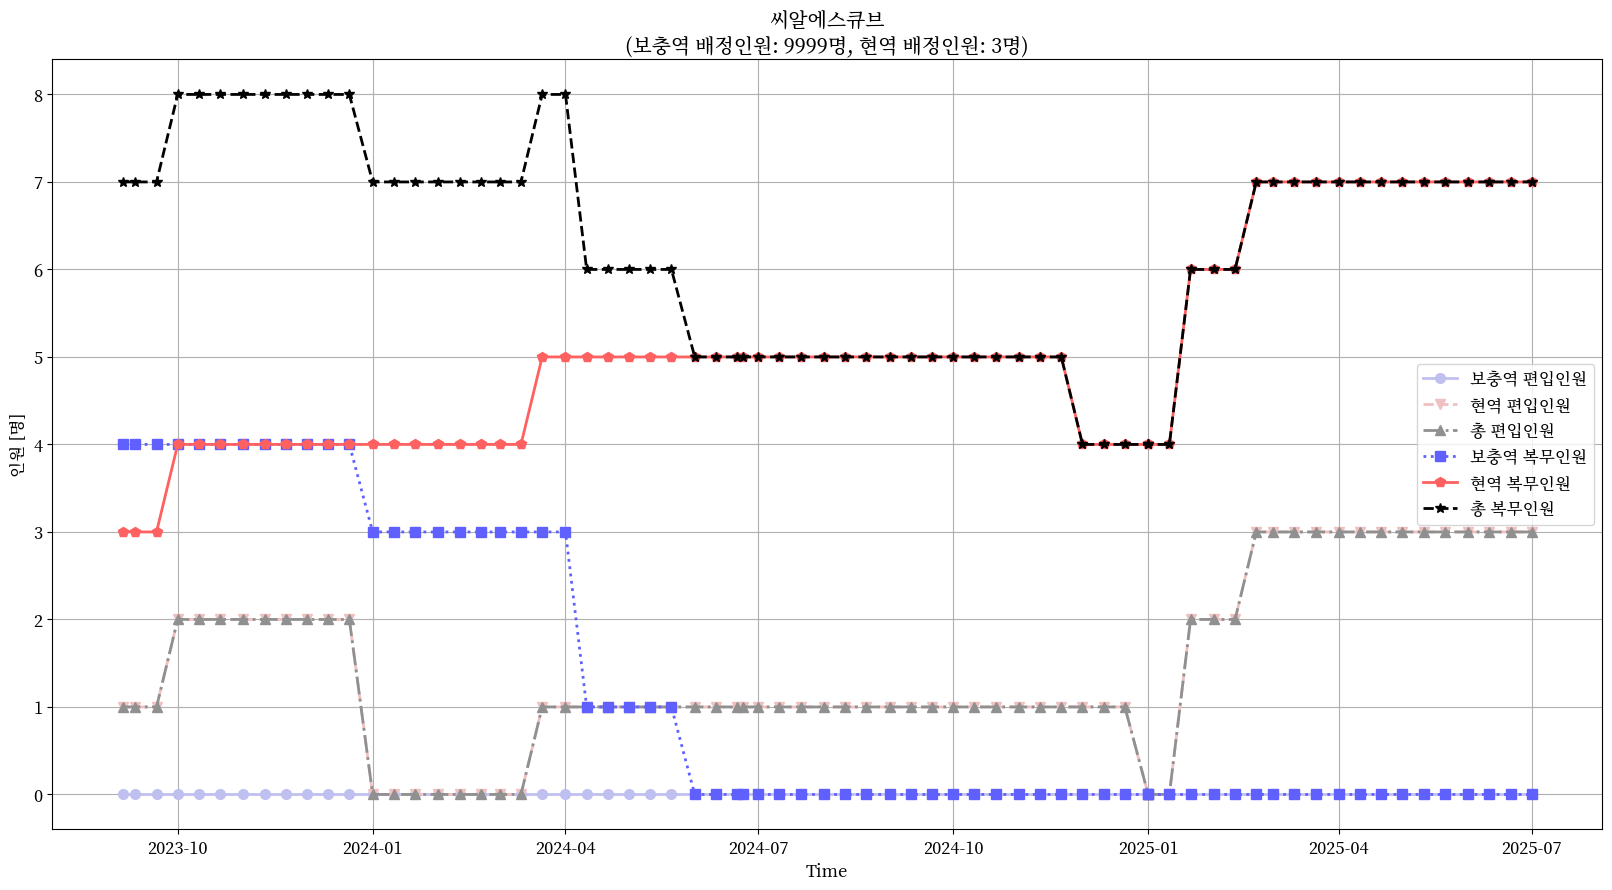 씨알에스큐브
(보충역 배정인원: 9999명, 현역 배정인원: 3명)
8
7
6
5
4
3
2
1
0
인원 [명]
보충역 편입인원
현역 편입인원
총 편입인원
보충역 복무인원
현역 복무인원
총 복무인원
2023-10
2024-01
2024-04
2024-07
2024-10
2025-01
2025-04
2025-07
Time